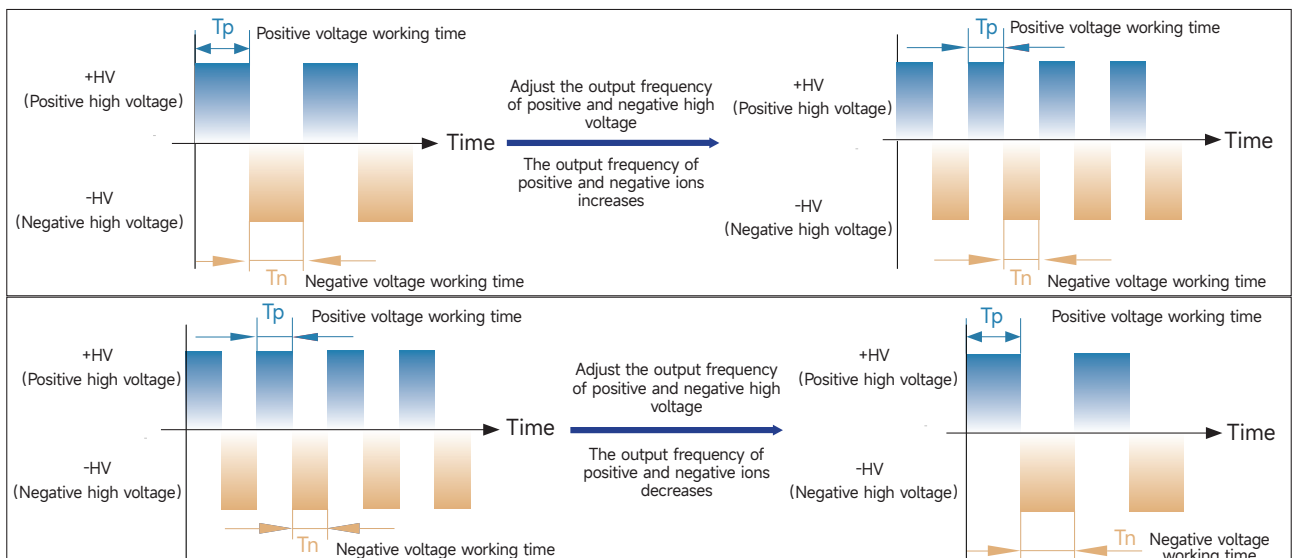 Tp
Positive voltage working time
+HV
(Positive high voltage)
Time
-HV
(Negative high voltage)
Tn
Negative voltage working time
Adjust the output frequency
of positive and negative high
voltage
The output frequency of
positive and negative ions
increases
Tp
Positive voltage working time
+HV
(Positive high voltage)
Time
-HV
(Negative high voltage)
Tn
Negative voltage working time
Tp
Positive voltage working time
+HV
(Positive high voltage)
Time
-HV
(Negative high voltage)
Tn
Negative voltage working time
Adjust the output frequency
of positive and negative high
voltage
The output frequency of
positive and negative ions
decreases
Tp
Positive voltage working time
+HV
(Positive high voltage)
Time
-HV
(Negative high voltage)
Tn
Negative voltage
working time